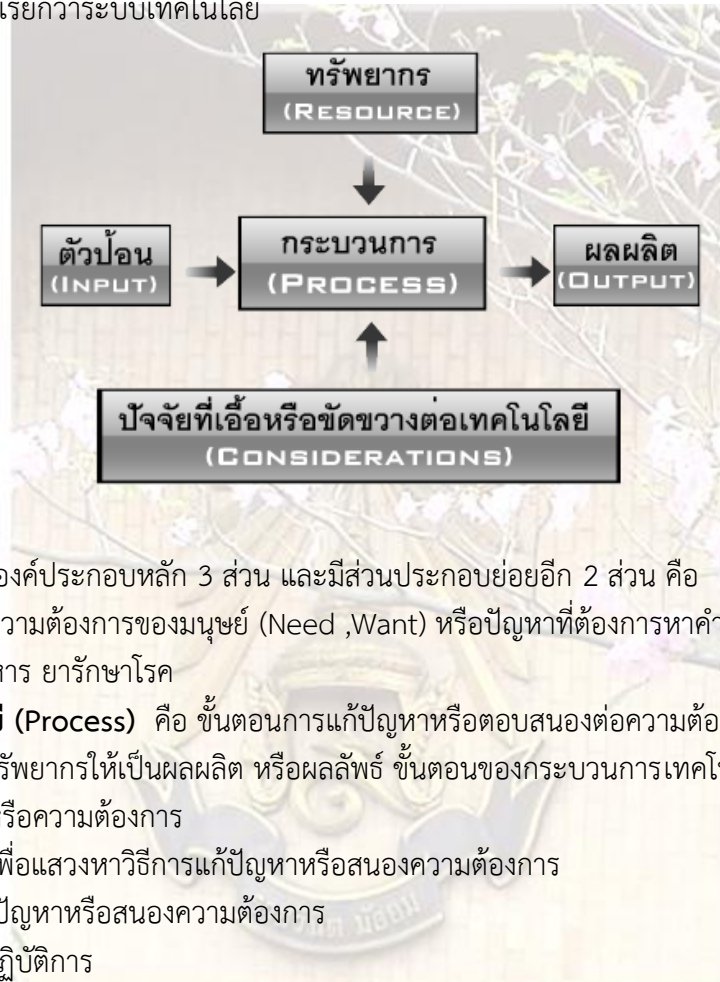 เรียกว่าระบบเทคโนโลยี
ทรัพยากร
(RESOURCE)
ตัวป้อน
(INPUT)
กระบวนการ
(PROCESS)
ผลผลิต
(OUTPUT)
ปัจจัยที่เอื้อหรือขัดขวางต่อเทคโนโลยี
(CONSIDERATIONS)
องค์ประกอบหลัก 3 ส่วน และมีส่วนประกอบย่อยอีก 2 ส่วน คือ
ความต้องการของมนุษย์ (Need ,Want) หรือปัญหาที่ต้องการหาคำ
หาร ยารักษาโรค
ยี (Process) คือ ขั้นตอนการแก้ปัญหาหรือตอบสนองต่อความต้อ
รัพยากรให้เป็นผลผลิต หรือผลลัพธ์ ขั้นตอนของกระบวนการเทคโน
หรือความต้องการ
พื่อแสวงหาวิธีการแก้ปัญหาหรือสนองความต้องการ
ปัญหาหรือสนองความต้องการ
ฏิบัติการ